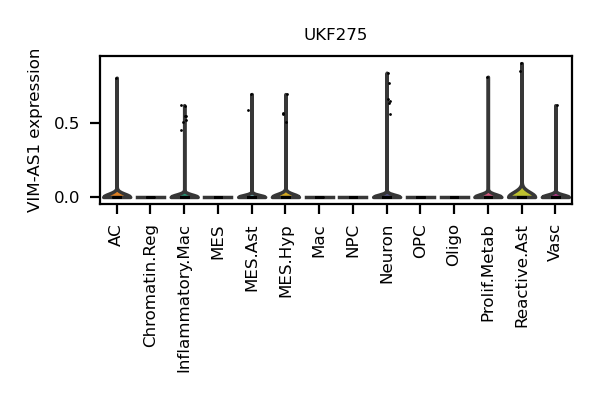 UKF275
VIM-AS1 expression
0.5
0.0
AC
Chromatin.Reg
Inflammatory.Mac
MES
MES.Ast
MES.Hyp
Mac
NPC
Neuron
OPC
Oligo
Prolif.Metab
Reactive.Ast
Vasc